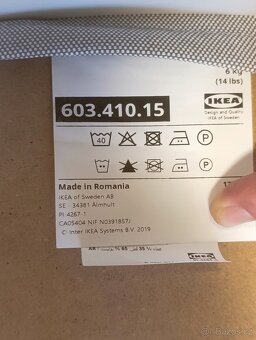 6 kg
(14 lbs)
603.410.15
IKEA
Design and Quality
IKEA of Sweden
40
P
P
Made in Romania
IKEA of Sweden AB
SE - 34381 Älmhult
PI 4267-1
CA05404 NIF N0391857J
© Inter IKEA Systems B.V. 2019
IKEA